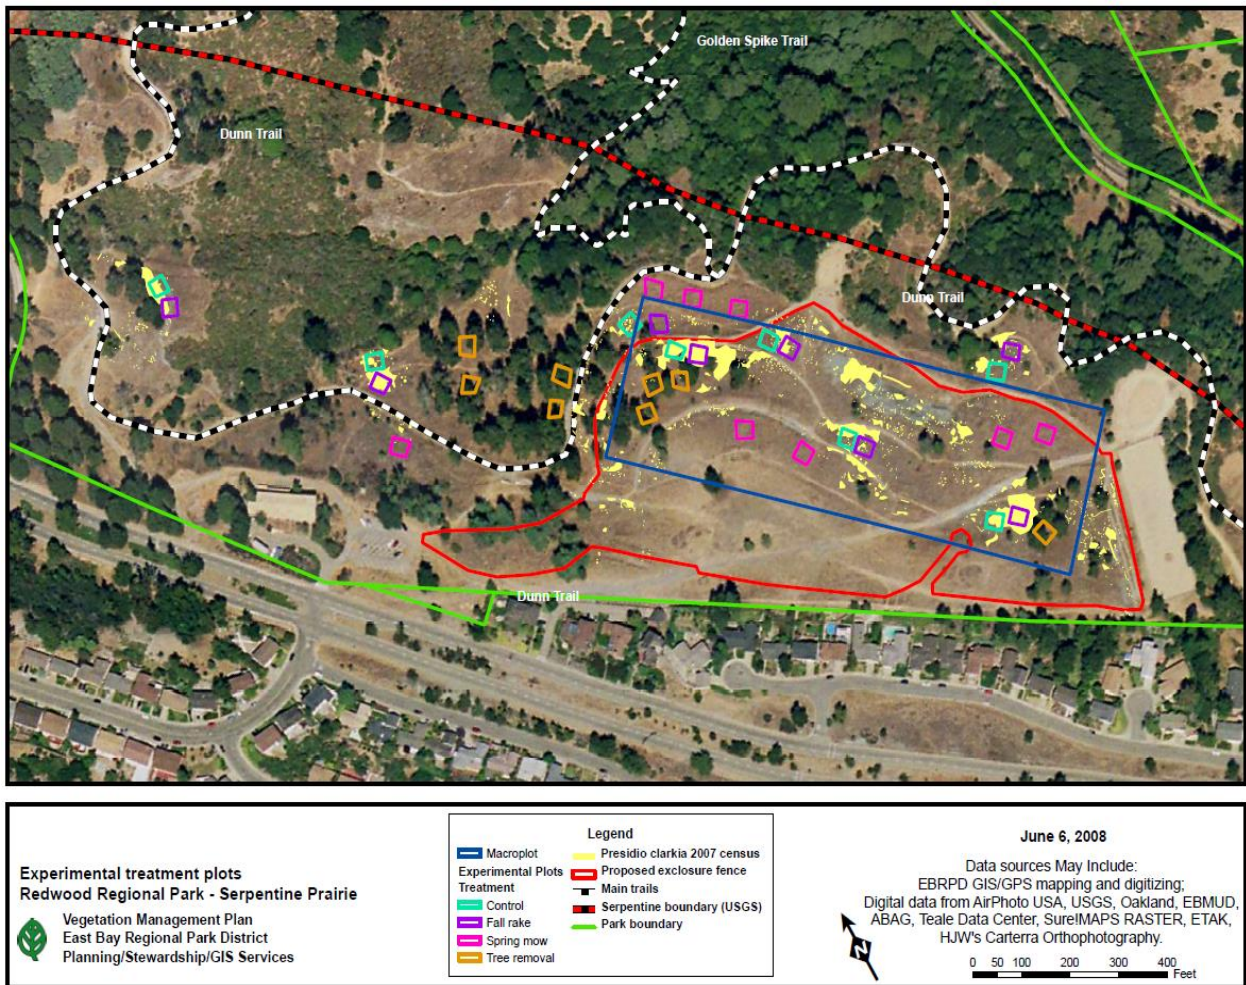 Golden Spike Trail
Dunn Trail
Dunn Trail
Dunn Trail
Experimental treatment plots
Redwood Regional Park - Serpentine Prairie
Vegetation Management Plan
East Bay Regional Park District
Planning/Stewardship/GIS Services
Legend
Macroplot
Experimental Plots
Treatment
Control
Fall rake
Spring mow
Tree removal
Presidio clarkia 2007 census
Proposed exclosure fence
Main trails
Serpentine boundary (USGS)
Park boundary
June 6, 2008
Data sources May Include:
EBRPD GIS/GPS mapping and digitizing;
Digital data from AirPhoto USA, USGS, Oakland, EBMUD,
ABAG, Teale Data Center, Sure!MAPS RASTER, ETAK,
HJW's Carterra Orthophotography.
N
0 50 100 200 300 400
Feet